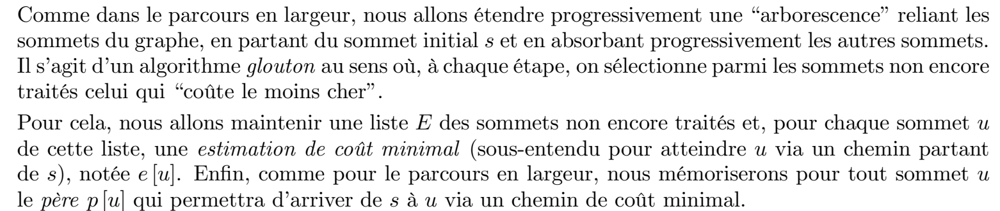 Comme dans le parcours en largeur, nous allons étendre progressivement une “arborescence” reliant les
sommets du graphe, en partant du sommet initial s et en absorbant progressivement les autres sommets.
Il s’agit d’un algorithme glouton au sens où, à chaque étape, on sélectionne parmi les sommets non encore
traités celui qui “coûte le moins cher”.
Pour cela, nous allons maintenir une liste E des sommets non encore traités et, pour chaque sommet u
de cette liste, une estimation de coût minimal (sous-entendu pour atteindre u via un chemin partant
de s), notée e [u]. Enfin, comme pour le parcours en largeur, nous mémoriserons pour tout sommet u
le père p [u] qui permettra d’arriver de s à u via un chemin de coût minimal.